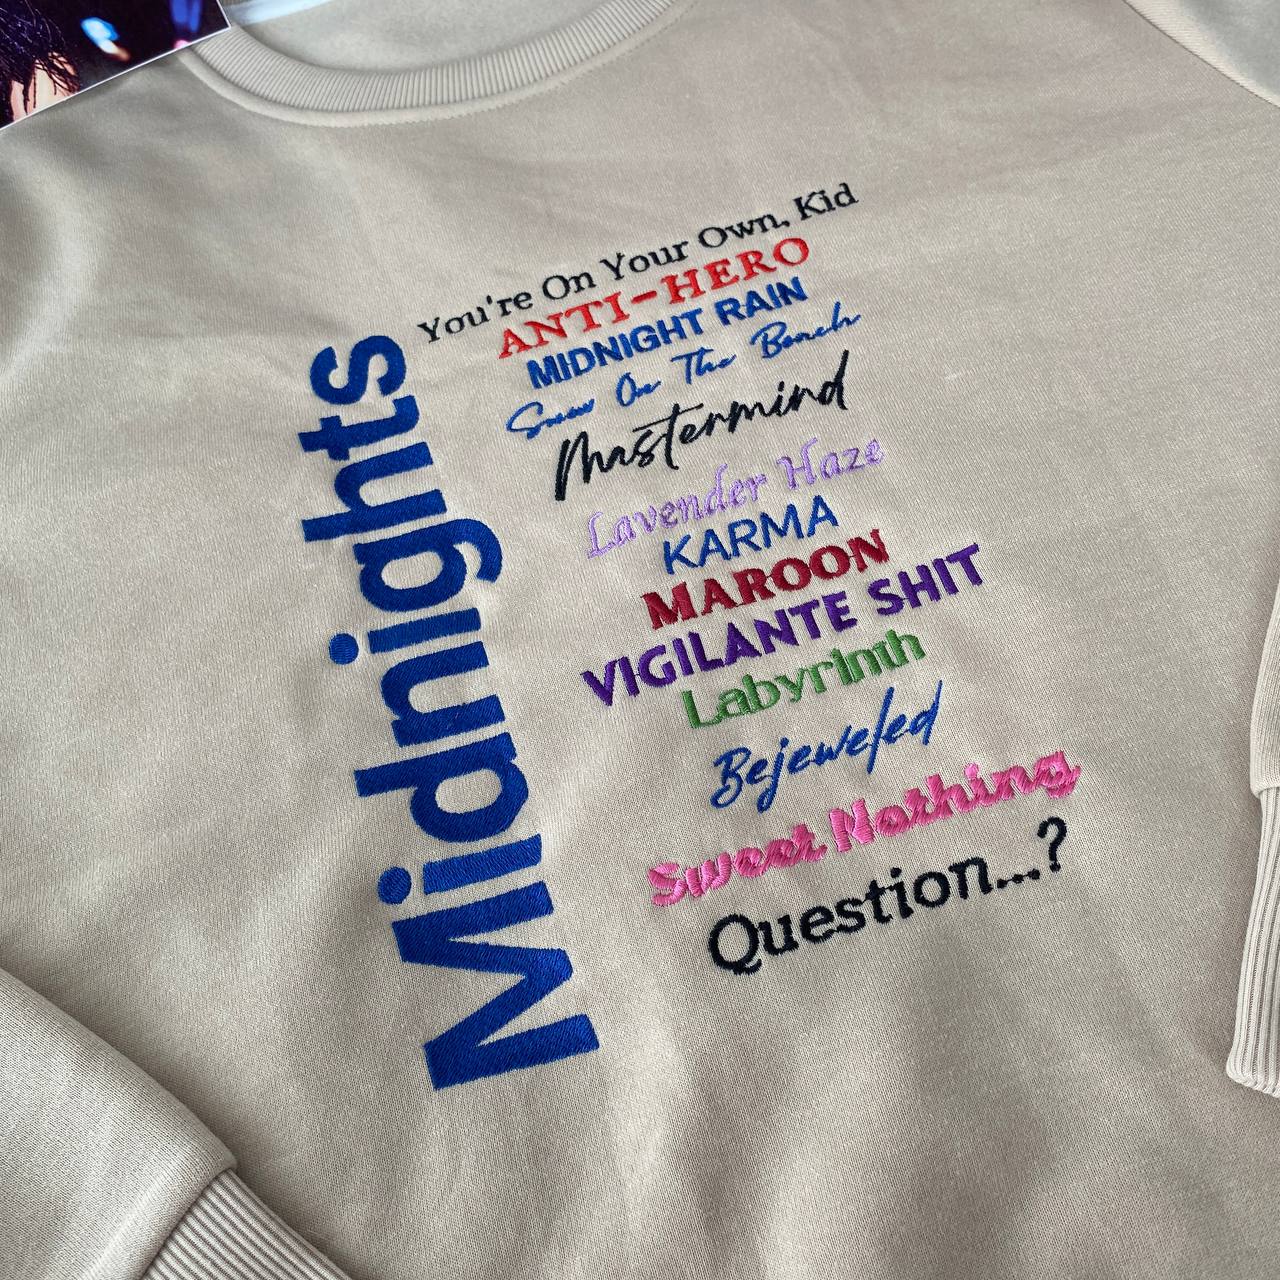 Midnights
You're On Your Own, Kid
ANTI-HERO
MIDNIGHT RAIN
Snow On The Beach
Mastermind
Lavender Haze
KARMA
MAROON
VIGILANTE SHIT
Labyrinth
Bejeweled
Sweet Nothing
Question...?